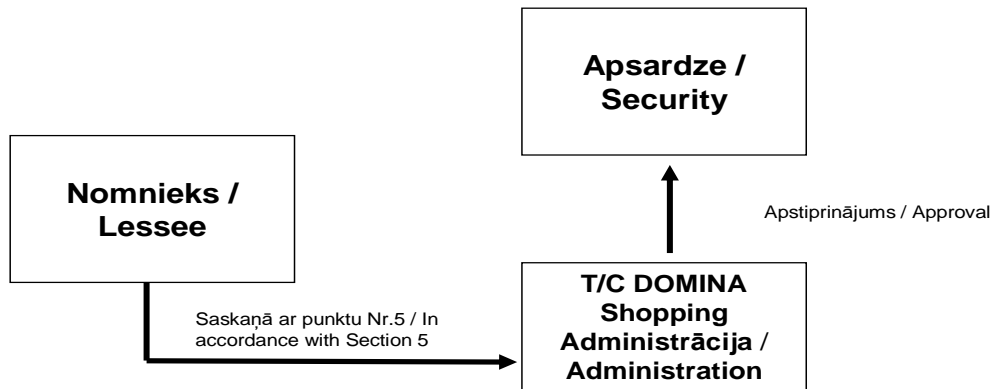 Apsardze /
Security
Nomnieks /
Lessee
Apstiprinājums / Approval
T/C DOMINA
Shopping
Administrācija /
Administration
Saskaņā ar punktu Nr.5 / In
accordance with Section 5